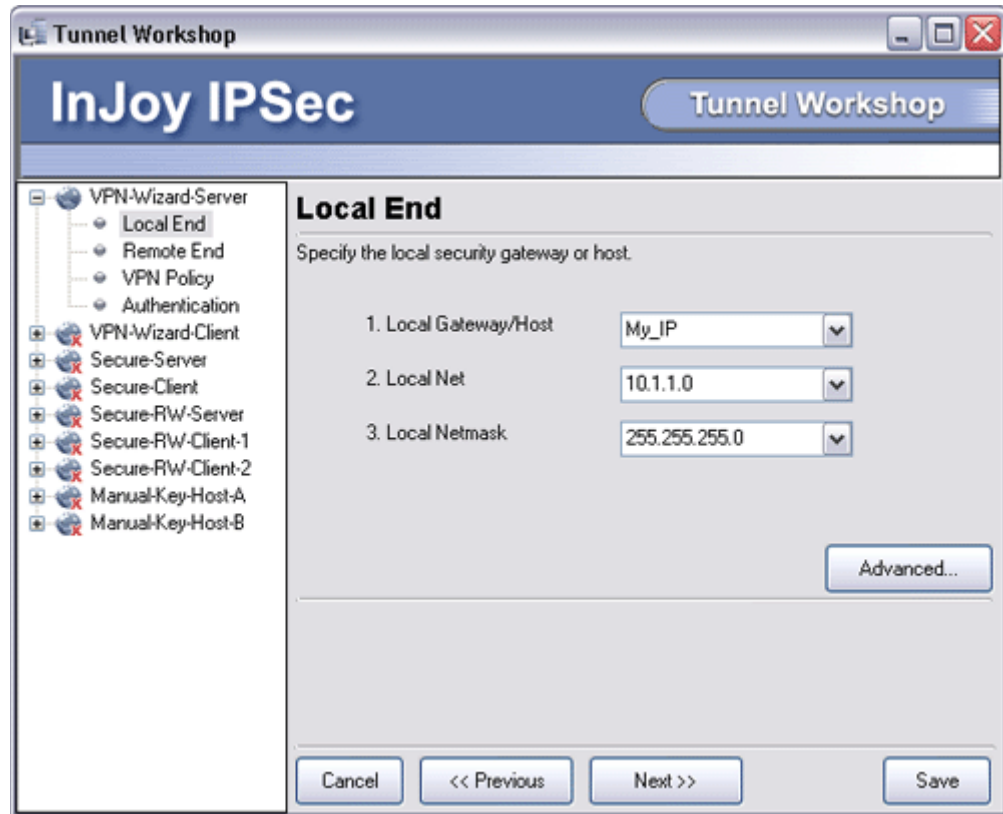 Tunnel Workshop
InJoy IPSec
Tunnel Workshop
VPN-Wizard-Server
Local End
Remote End
VPN Policy
Authentication
VPN-Wizard-Client
Secure-Server
Secure-Client
Secure-RW-Server
Secure-RW-Client-1
Secure-RW-Client-2
Manual-Key-Host-A
Manual-Key-Host-B
Local End
Specify the local security gateway or host.
1. Local Gateway/Host My_IP
2. Local Net 10.1.1.0
3. Local Netmask 255.255.255.0
Advanced...
Cancel << Previous Next >> Save